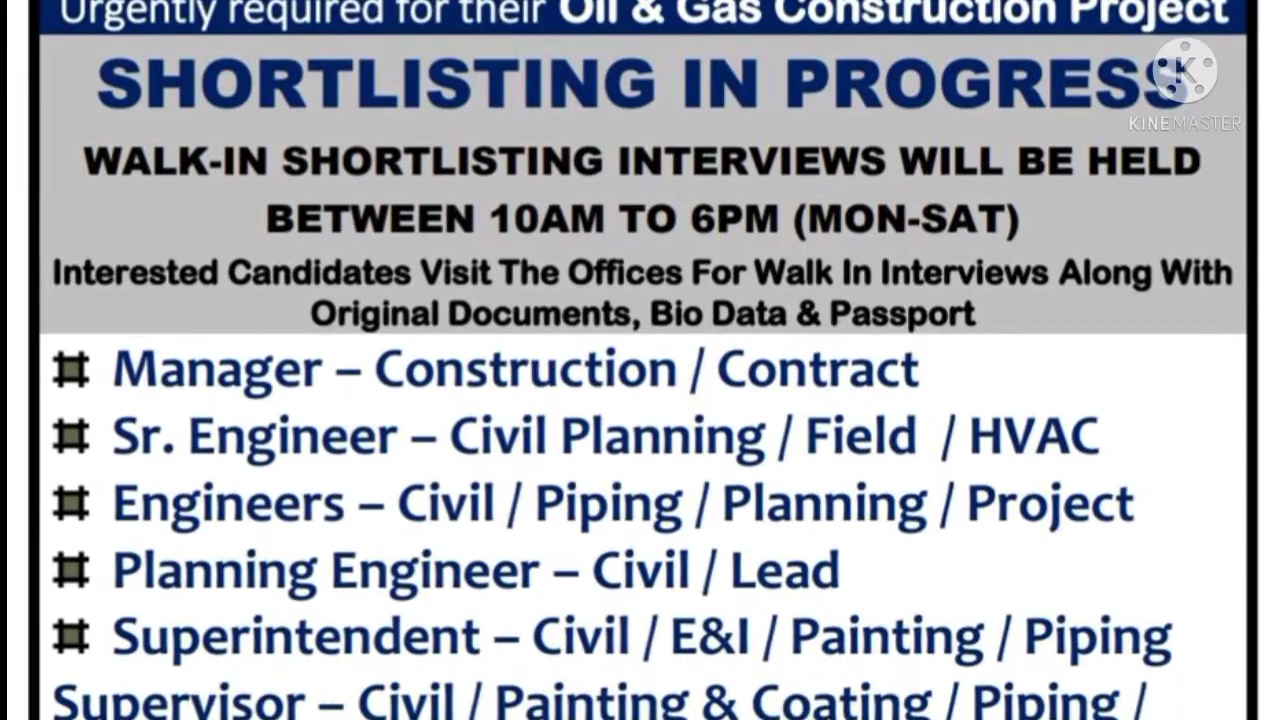 Urgently required for their Oil & Gas Construction Project
SHORTLISTING IN PROGRESS
K
KINEMASTER
WALK-IN SHORTLISTING INTERVIEWS WILL BE HELD
BETWEEN 10AM TO 6PM (MON-SAT)
Interested Candidates Visit The Offices For Walk In Interviews Along With
Original Documents, Bio Data & Passport
Manager – Construction / Contract
Sr. Engineer – Civil Planning / Field / HVAC
Engineers – Civil / Piping / Planning / Project
Planning Engineer – Civil / Lead
Superintendent – Civil / E&I / Painting / Piping
Supervisor – Civil / Painting & Coating / Piping /